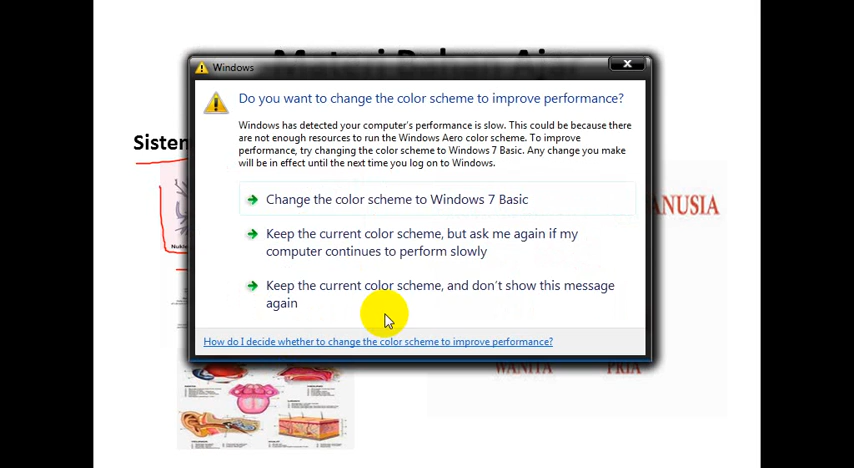 Windows
Do you want to change the color scheme to improve performance?
Windows has detected your computer's performance is slow. This could be because there
are not enough resources to run the Windows Aero color scheme. To improve
performance, try changing the color scheme to Windows 7 Basic. Any change you make
will be in effect until the next time you log on to Windows.
Sistem
Change the color scheme to Windows 7 Basic
ANUSIA
Keep the current color scheme, but ask me again if my
computer continues to perform slowly
Nukle
Keep the current color scheme, and don't show this message
again
How do I decide whether to change the color scheme to improve performance?
WANITA PRIA